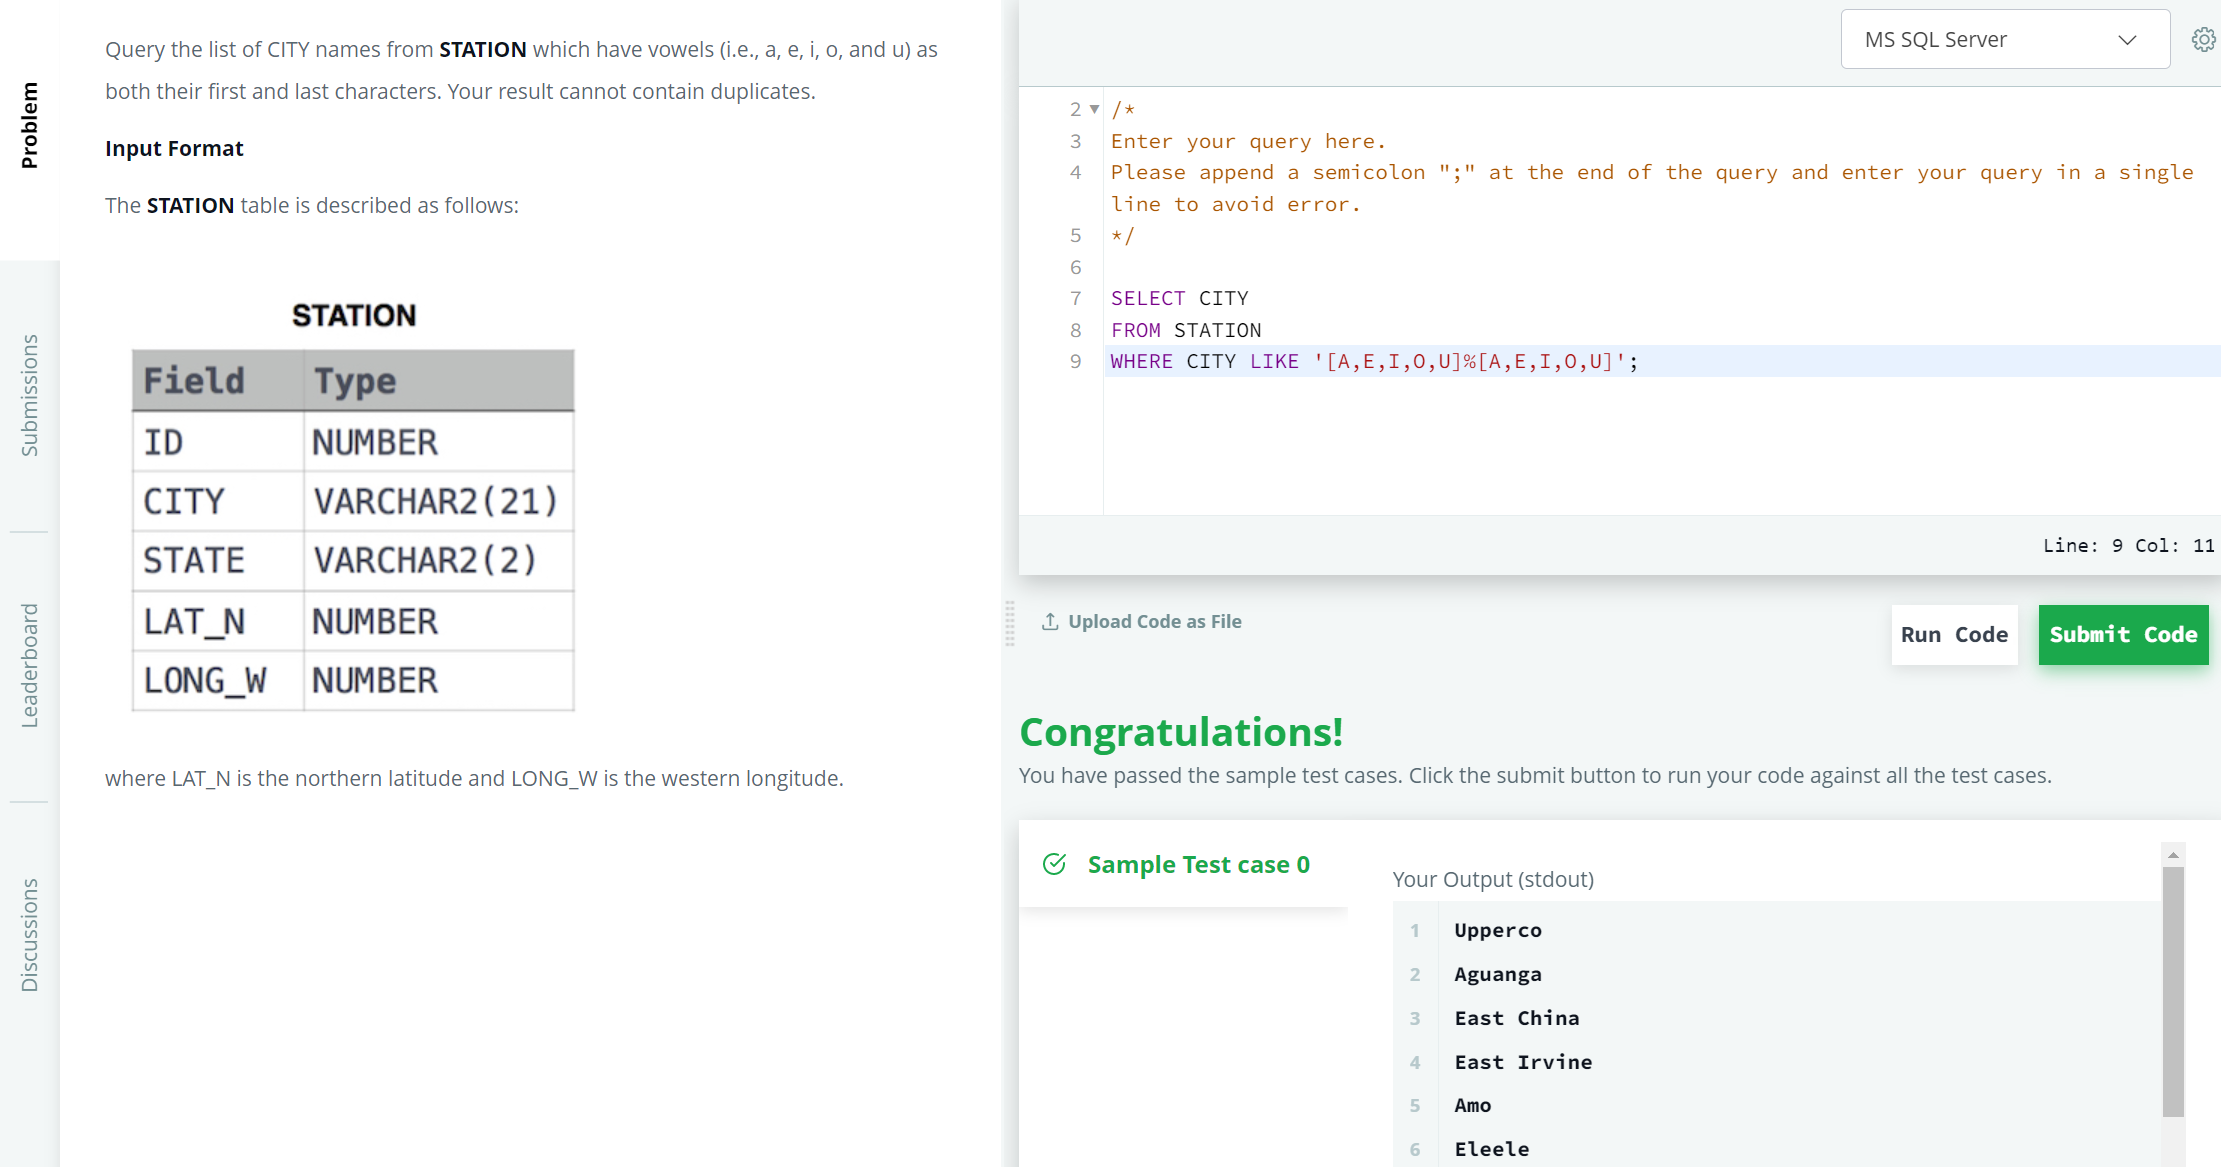 Problem
Submissions
Leaderboard
Discussions
Query the list of CITY names from STATION which have vowels (i.e., a, e, i, o, and u) as
both their first and last characters. Your result cannot contain duplicates.
Input Format
The STATION table is described as follows:
STATION
Field Type
ID NUMBER
CITY VARCHAR2(21)
STATE VARCHAR2(2)
LAT_N NUMBER
LONG_W NUMBER
where LAT_N is the northern latitude and LONG_W is the western longitude.
MS SQL Server
2 /*
3 Enter your query here.
4 Please append a semicolon ";" at the end of the query and enter your query in a single
line to avoid error.
5 */
6
7 SELECT CITY
8 FROM STATION
9 WHERE CITY LIKE '[A,E,I,O,U]%[A,E,I,O,U]';
Line: 9 Col: 11
Upload Code as File
Run Code
Submit Code
Congratulations!
You have passed the sample test cases. Click the submit button to run your code against all the test cases.
Sample Test case 0
Your Output (stdout)
1 Upperco
2 Aguanga
3 East China
4 East Irvine
5 Amo
6 Eleele